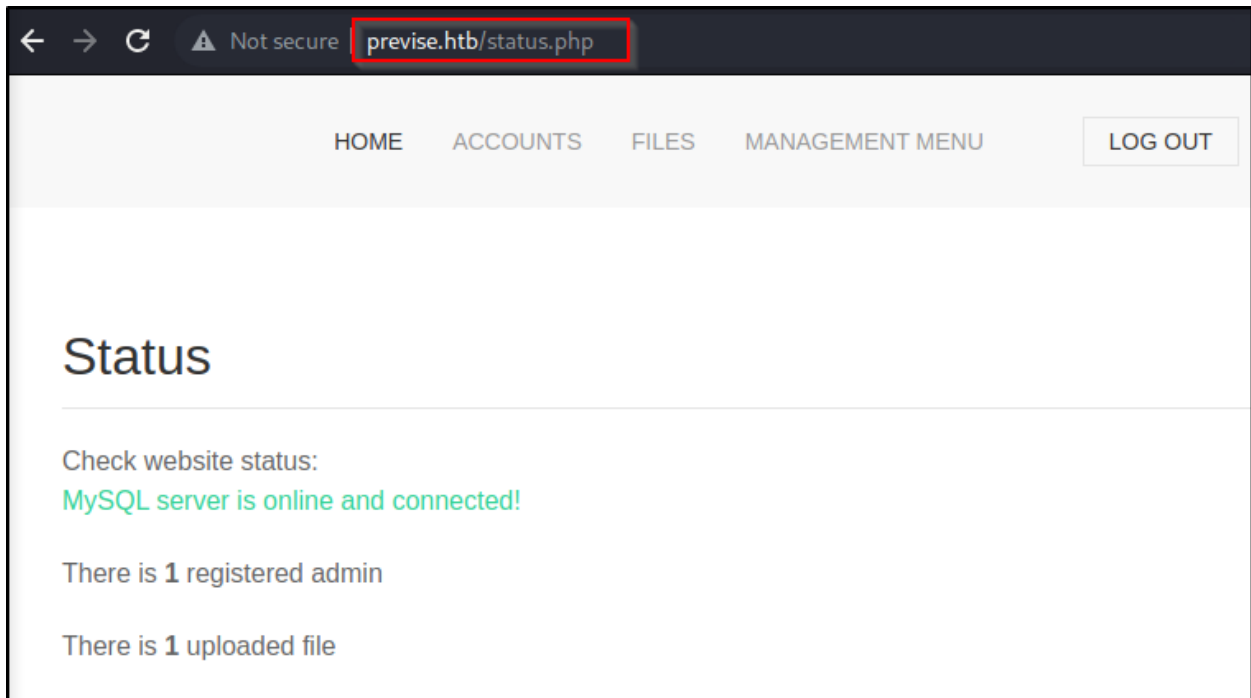 Not secure previse.htb/status.php
HOME ACCOUNTS FILES MANAGEMENT MENU LOG OUT
Status
Check website status:
MySQL server is online and connected!
There is 1 registered admin
There is 1 uploaded file